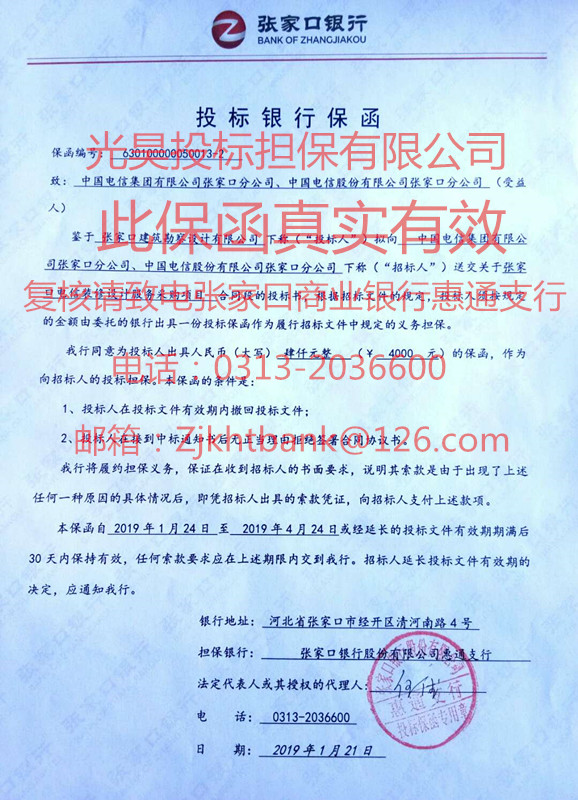 张家口银行
BANK OF ZHANGJIAKOU
投标银行保函
保函编号: 630100000050013-2
光昊投标担保有限公司
致: 中国电信集团有限公司张家口分公司、中国电信股份有限公司张家口分公司 (受益
人)
此保函真实有效
鉴于 张家口建筑勘察设计有限公司 下称(“投标人”)拟向 中国电信集团有限公
司张家口分公司、中国电信股份有限公司张家口分公司 下称(“招标人”)送交关于张家
复核请致电张家口商业银行惠通支行
口电信装修设计服务采购项目 合同段的投标书,根据招标文件的规定,投标人须按规定
的金额由委托的银行出具一份投标保函作为履行招标文件中规定的义务担保。
我行同意为投标人出具人民币(大写) 肆仟元整 (¥ 4000 元)的保函,作为
电话:0313-2036600
向招标人的投标担保。本保函的条件是:
1、投标人在投标文件有效期内撤回投标文件;
2、投标人在接到中标通知书后无正当理由拒绝签署合同协议书。
邮箱:Zjkhtbank@126.com
我行将履约担保义务,保证在收到招标人的书面要求,说明其索款是由于出现了上述
任何一种原因的具体情况后,即凭招标人出具的索款凭证,向招标人支付上述款项。
本保函自 2019年1月24日 至 2019年4月24日或经延长的投标文件有效期期满后
30天内保持有效,任何索款要求应在上述期限内交到我行。招标人延长投标文件有效期的
决定,应通知我行。
银行地址: 河北省张家口市经开区清河南路4号
担保银行: 张家口银行股份有限公司惠通支行
法定代表人或其授权的代理人:
电 话: 0313-2036600
日 期: 2019年1月21日
张家口银行股份有限公司
惠通支行
投标保函专用章